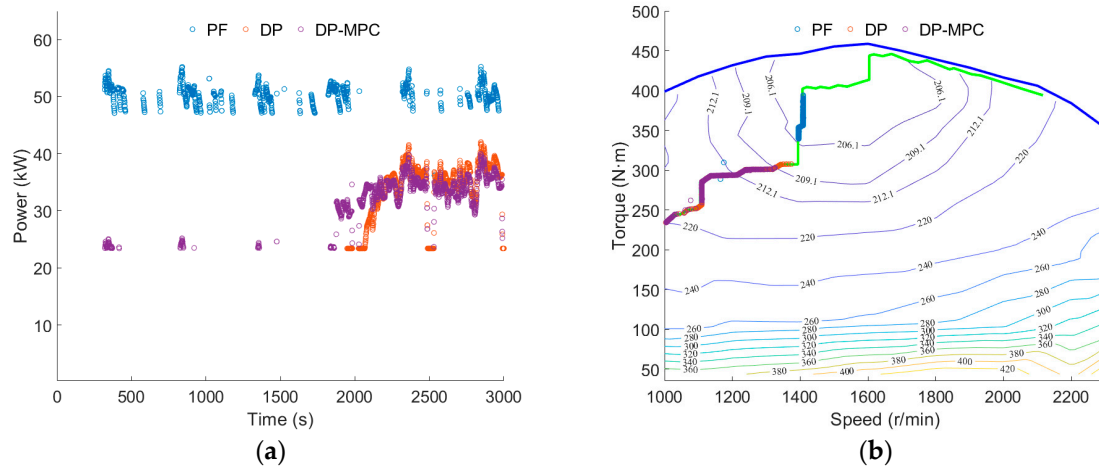 PF DP DP-MPC
60
50
40
30
20
10
Power (kW)
500 1000 1500 2000 2500 3000
Time (s)
(a)
PF DP DP-MPC
500
450
400
350
300
250
200
150
100
50
Torque (N·m)
212.1 209.1 206.1 206.1
206.1
209.1 209.1
212.1 212.1 220
220 220 220
240 240 240
260 260 260 260
280 280 280 280
300 300 300 300
320 320 320 320
340 340 340 340
360 360 360 360
380 380 380
400 400
420
1000 1200 1400 1600 1800 2000 2200
Speed (r/min)
(b)